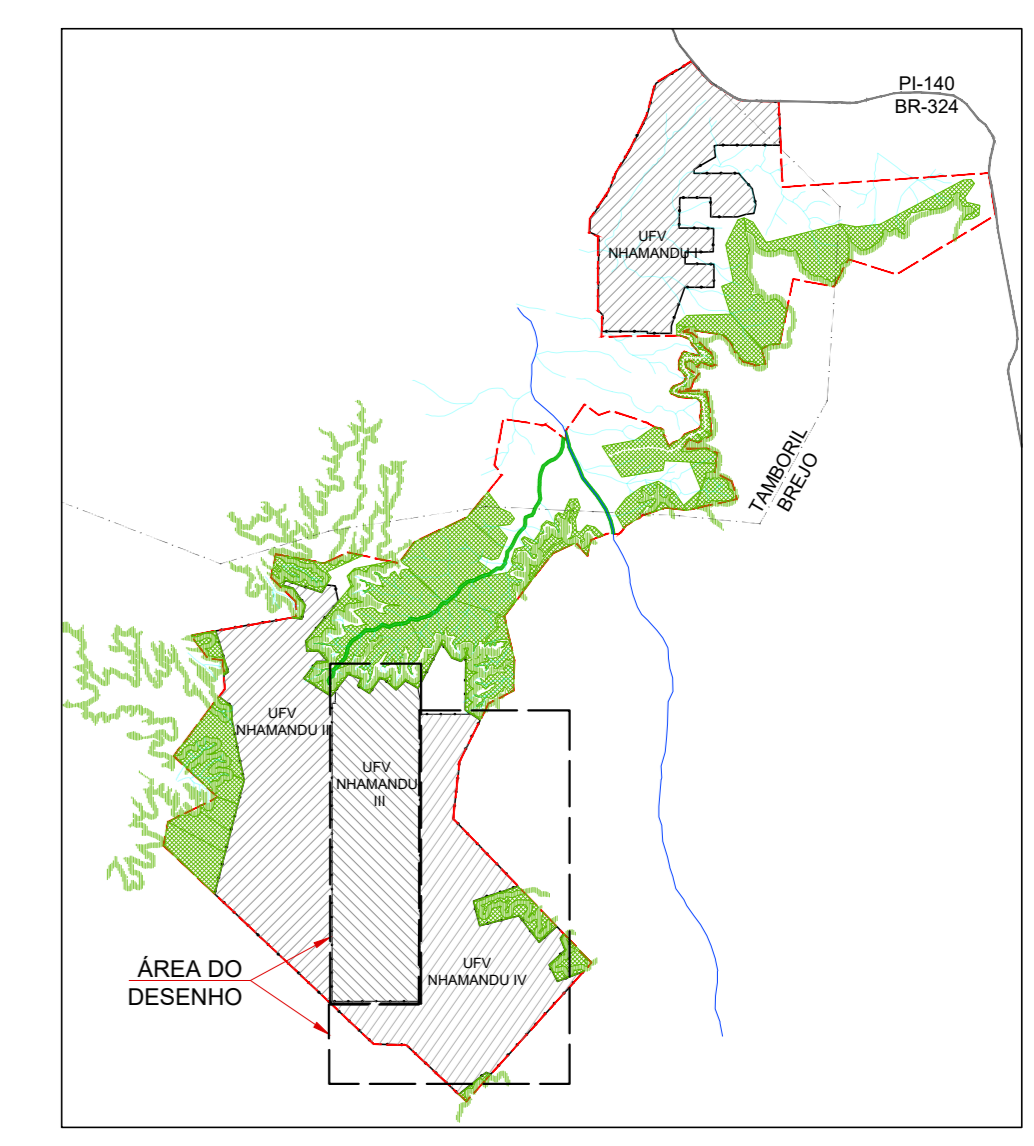 PI-140
BR-324
UFV
NHAMANDU I
TAMBORIL
BREJO
UFV
NHAMANDU II
UFV
NHAMANDU
III
UFV
NHAMANDU IV
ÁREA DO
DESENHO